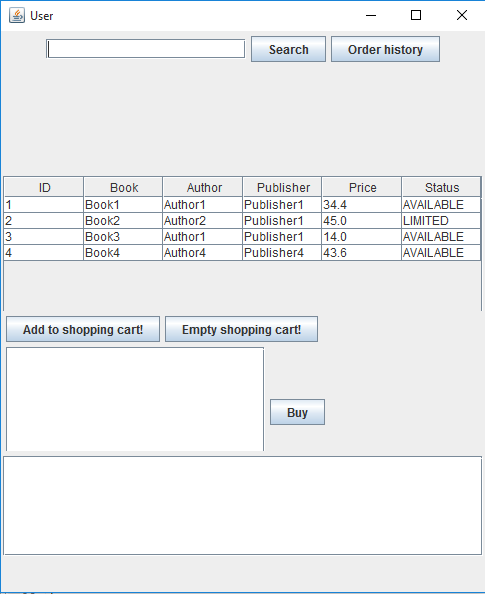 User
Search Order history
ID Book Author Publisher Price Status
1 Book1 Author1 Publisher1 34.4 AVAILABLE
2 Book2 Author2 Publisher1 45.0 LIMITED
3 Book3 Author1 Publisher1 14.0 AVAILABLE
4 Book4 Author4 Publisher4 43.6 AVAILABLE
Add to shopping cart! Empty shopping cart!
Buy